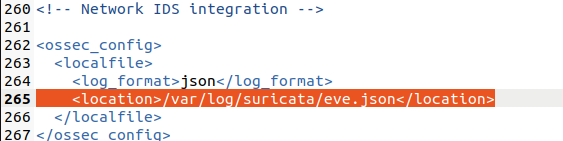 260 <!-- Network IDS integration -->
261
262 <ossec_config>
263   <localfile>
264     <log_format>json</log_format>
265     <location>/var/log/suricata/eve.json</location>
266   </localfile>
267 </ossec_config>